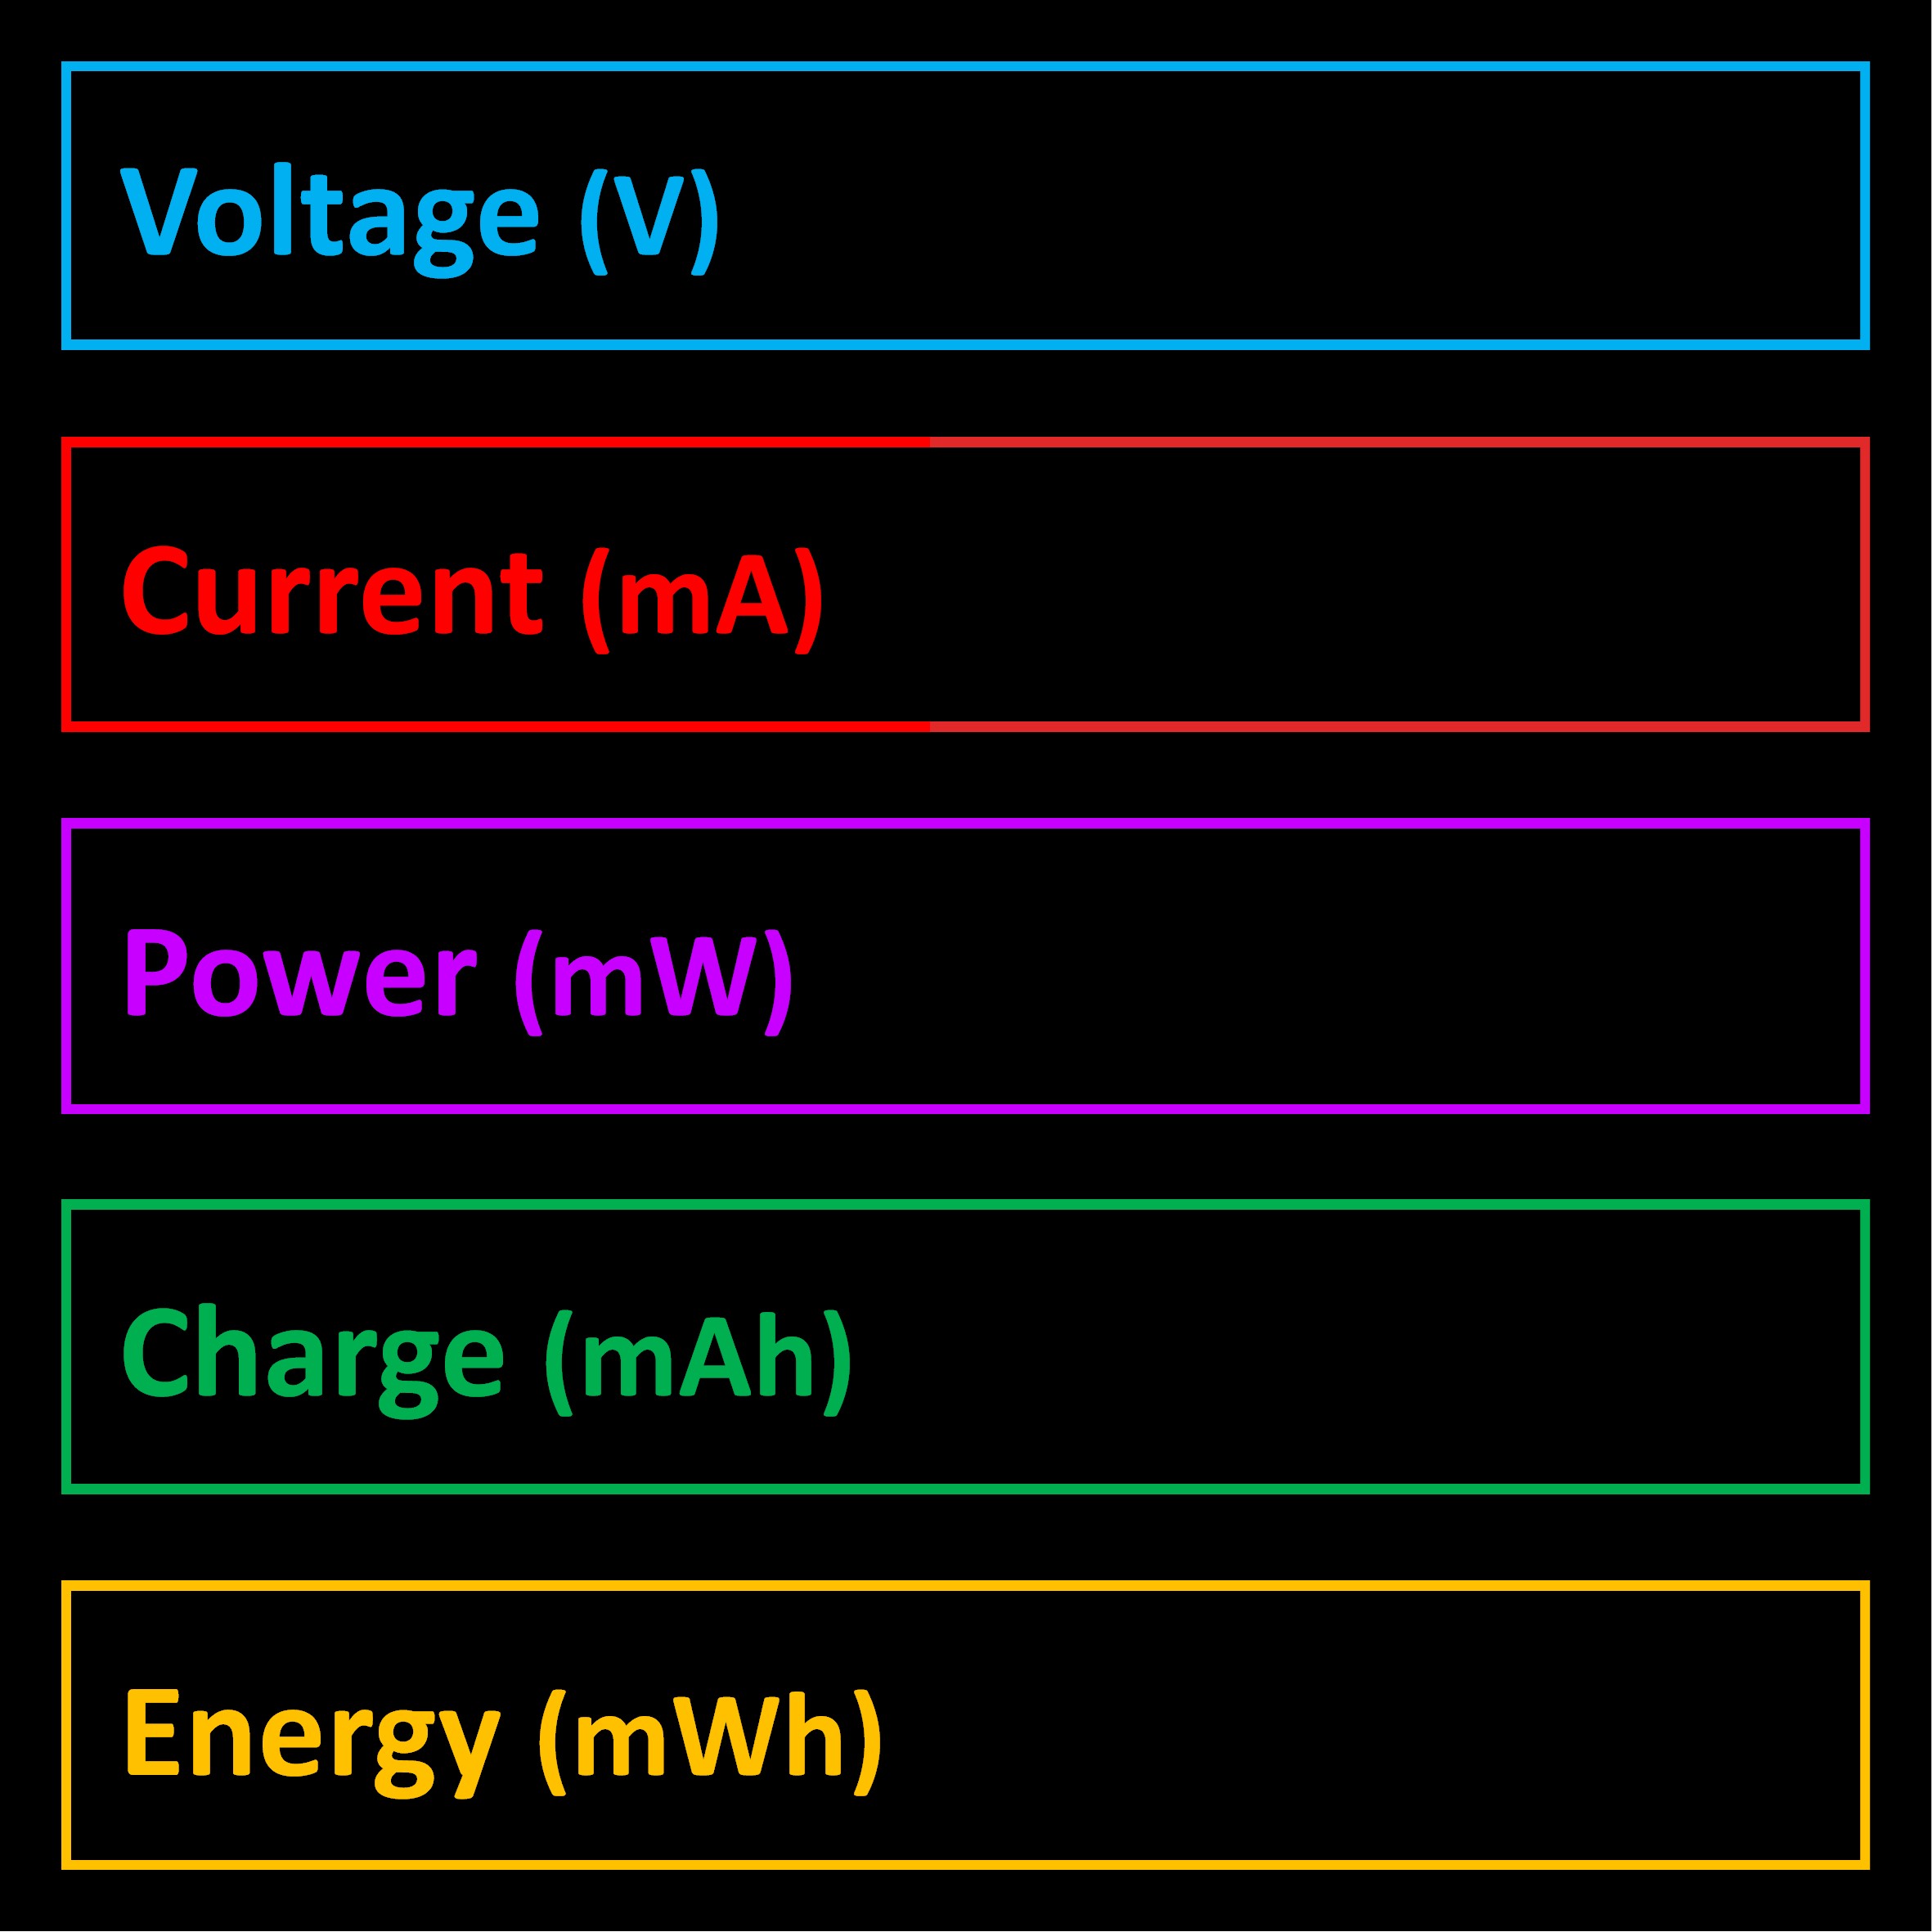 Voltage (V)
Current (mA)
Power (mW)
Charge (mAh)
Energy (mWh)